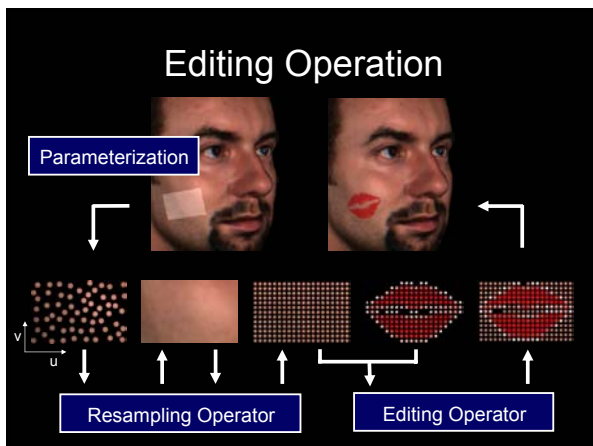 Editing Operation
Parameterization
v
u
Resampling Operator
Editing Operator